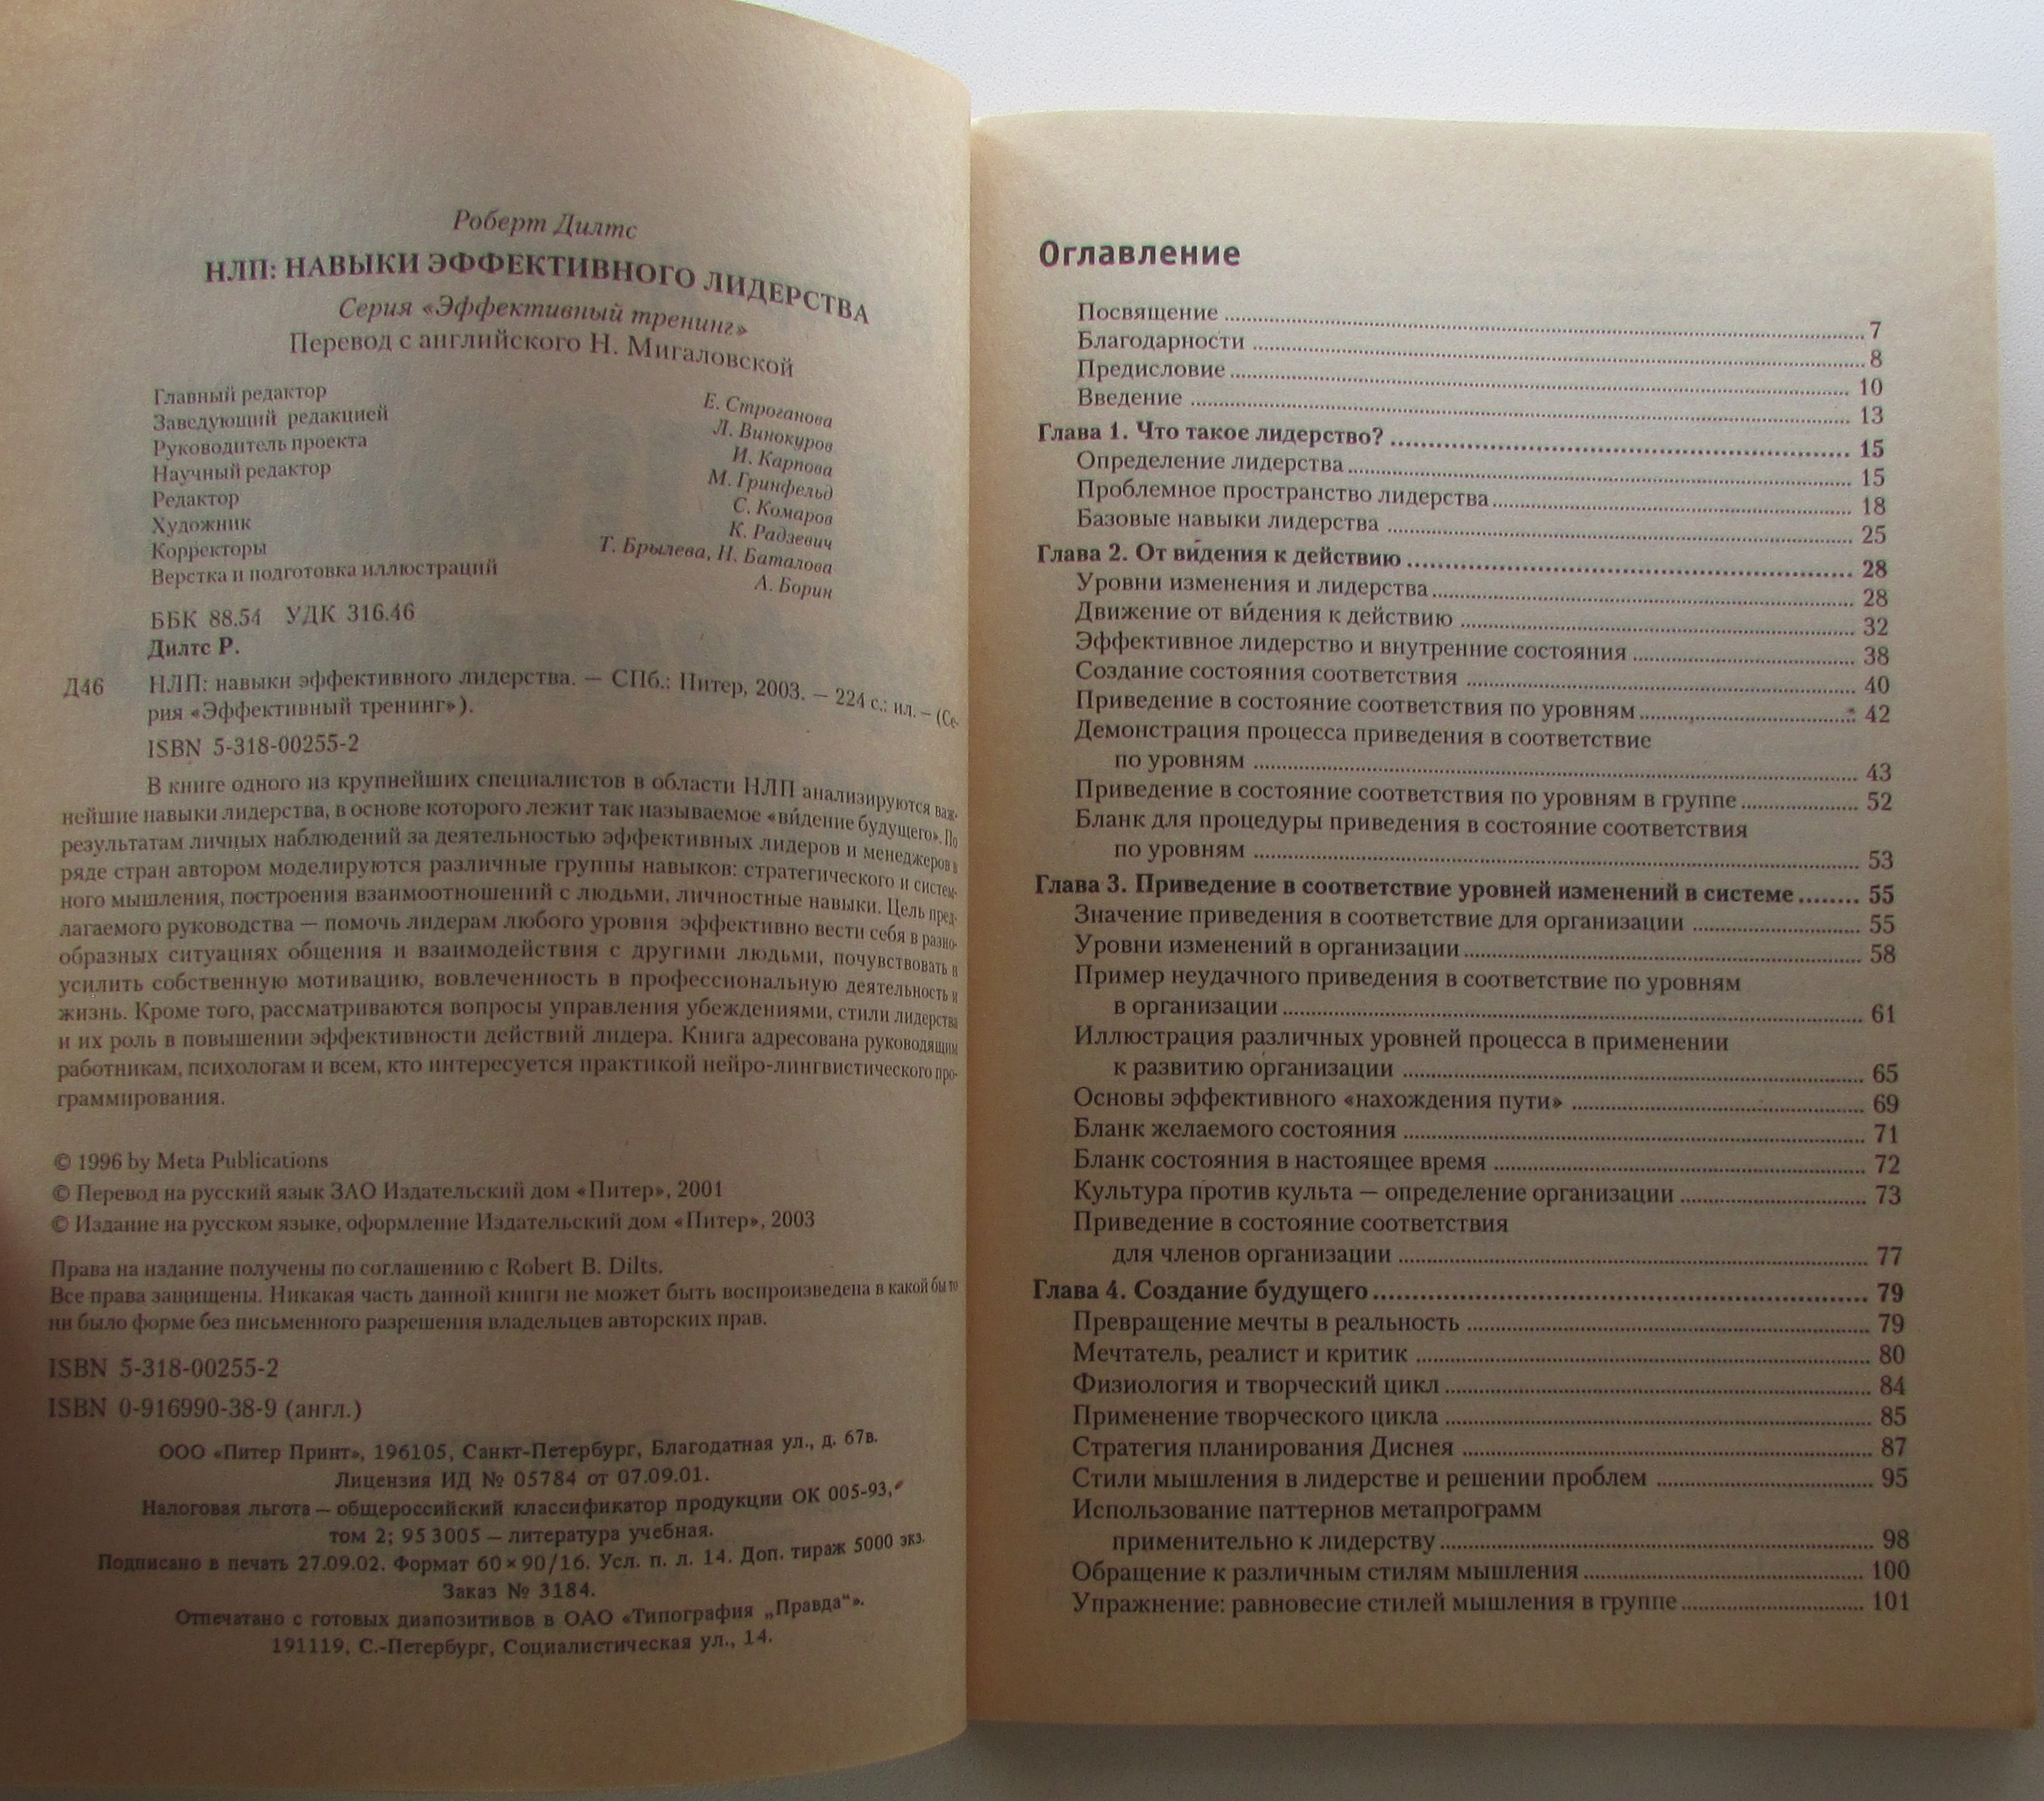 Роберт Дилтс
НЛП: НАВЫКИ ЭФФЕКТИВНОГО ЛИДЕРСТВА
Серия «Эффективный тренинг»
Перевод с английского Н. Мигаловской
Главный редактор Е. Строганова
Заведующий редакцией Л. Винокуров
Руководитель проекта И. Карпова
Научный редактор М. Гринфельд
Редактор С. Комаров
Художник К. Радзевич
Корректоры Т. Брылева, Н. Баталова
Верстка и подготовка иллюстраций А. Борин
ББК 88.54 УДК 316.46
Дилтс Р.
Д46 НЛП: навыки эффективного лидерства. — СПб.: Питер, 2003. — 224 с.: ил. — (Се-
рия «Эффективный тренинг»).
ISBN 5-318-00255-2
В книге одного из крупнейших специалистов в области НЛП анализируются важ-
нейшие навыки лидерства, в основе которого лежит так называемое «ви́дение будущего». По
результатам личных наблюдений за деятельностью эффективных лидеров и менеджеров в
ряде стран автором моделируются различные группы навыков: стратегического и систем-
ного мышления, построения взаимоотношений с людьми, личностные навыки. Цель пред-
лагаемого руководства — помочь лидерам любого уровня эффективно вести себя в разно-
образных ситуациях общения и взаимодействия с другими людьми, почувствовать и
усилить собственную мотивацию, вовлеченность в профессиональную деятельность и
жизнь. Кроме того, рассматриваются вопросы управления убеждениями, стили лидерства
и их роль в повышении эффективности действий лидера. Книга адресована руководящим
работникам, психологам и всем, кто интересуется практикой нейро-лингвистического про-
граммирования.
© 1996 by Meta Publications
© Перевод на русский язык ЗАО Издательский дом «Питер», 2001
© Издание на русском языке, оформление Издательский дом «Питер», 2003
Права на издание получены по соглашению с Robert B. Dilts.
Все права защищены. Никакая часть данной книги не может быть воспроизведена в какой бы то
ни было форме без письменного разрешения владельцев авторских прав.
ISBN 5-318-00255-2
ISBN 0-916990-38-9 (англ.)
ООО «Питер Принт», 196105, Санкт-Петербург, Благодатная ул., д. 67в.
Лицензия ИД № 05784 от 07.09.01.
Налоговая льгота — общероссийский классификатор продукции ОК 005-93,
том 2; 95 3005 — литература учебная.
Подписано в печать 27.09.02. Формат 60×90/16. Усл. п. л. 14. Доп. тираж 5000 экз.
Заказ № 3184.
Отпечатано с готовых диапозитивов в ОАО «Типография „Правда“».
191119, С.-Петербург, Социалистическая ул., 14.
Оглавление
Посвящение ... 7
Благодарности ... 8
Предисловие ... 10
Введение ... 13
Глава 1. Что такое лидерство? ... 15
Определение лидерства ... 15
Проблемное пространство лидерства ... 18
Базовые навыки лидерства ... 25
Глава 2. От ви́дения к действию ... 28
Уровни изменения и лидерства ... 28
Движение от ви́дения к действию ... 32
Эффективное лидерство и внутренние состояния ... 38
Создание состояния соответствия ... 40
Приведение в состояние соответствия по уровням ... 42
Демонстрация процесса приведения в соответствие
по уровням ... 43
Приведение в состояние соответствия по уровням в группе ... 52
Бланк для процедуры приведения в состояние соответствия
по уровням ... 53
Глава 3. Приведение в соответствие уровней изменений в системе ... 55
Значение приведения в соответствие для организации ... 55
Уровни изменений в организации ... 58
Пример неудачного приведения в соответствие по уровням
в организации ... 61
Иллюстрация различных уровней процесса в применении
к развитию организации ... 65
Основы эффективного «нахождения пути» ... 69
Бланк желаемого состояния ... 71
Бланк состояния в настоящее время ... 72
Культура против культа — определение организации ... 73
Приведение в состояние соответствия
для членов организации ... 77
Глава 4. Создание будущего ... 79
Превращение мечты в реальность ... 79
Мечтатель, реалист и критик ... 80
Физиология и творческий цикл ... 84
Применение творческого цикла ... 85
Стратегия планирования Диснея ... 87
Стили мышления в лидерстве и решении проблем ... 95
Использование паттернов метапрограмм
применительно к лидерству ... 98
Обращение к различным стилям мышления ... 100
Упражнение: равновесие стилей мышления в группе ... 101